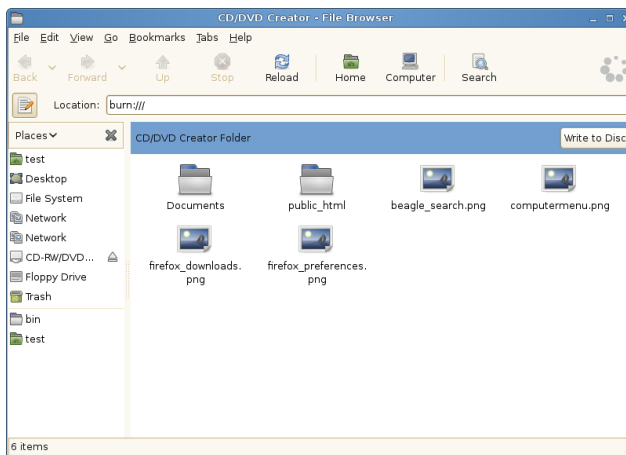 CD/DVD Creator - File Browser
File Edit View Go Bookmarks Tabs Help
Back Forward Up Stop Reload Home Computer Search
Location: burn:///
Places
CD/DVD Creator Folder
Write to Disc
test
Desktop
File System
Network
Network
CD-RW/DVD...
Floppy Drive
Trash
bin
test
Documents
public_html
beagle_search.png
computermenu.png
firefox_downloads.
png
firefox_preferences.
png
6 items